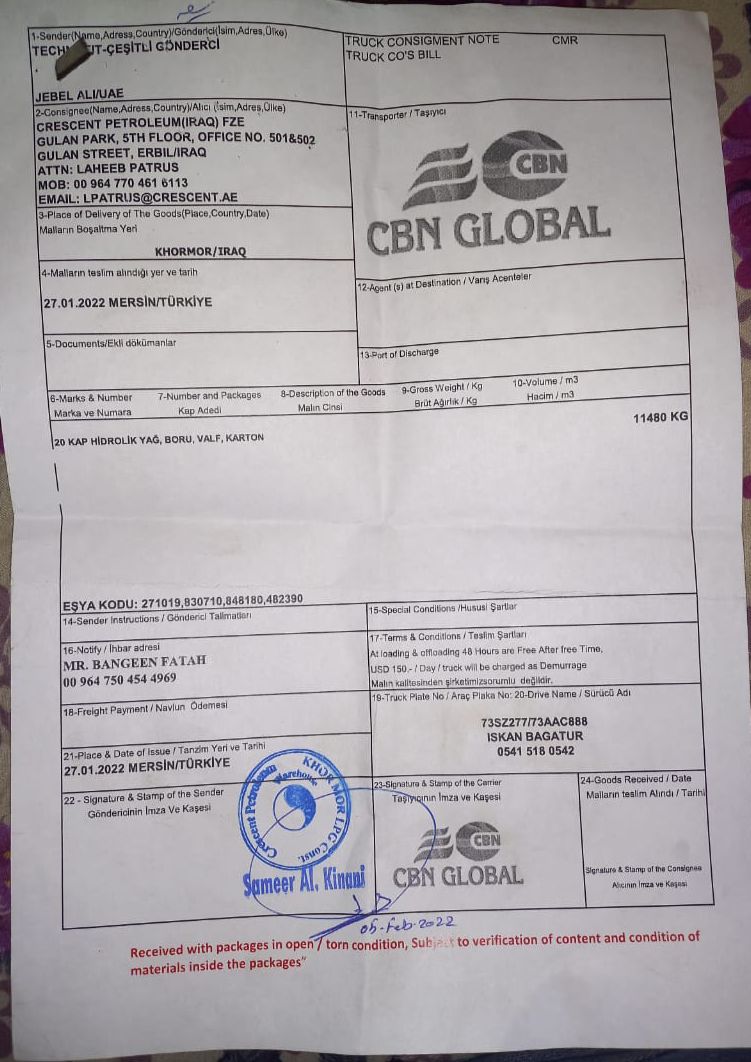 1-Sender(Name,Adress,Country)/Gönderici(İsim,Adres,Ülke)
-ÇEŞİTLİ GÖNDERCİ
JEBEL ALI/UAE
TRUCK CONSIGMENT NOTE CMR
TRUCK CO'S BILL
2-Consignee(Name,Adress,Country)/Alıcı (İsim,Adres,Ülke)
CRESCENT PETROLEUM(IRAQ) FZE
GULAN PARK, 5TH FLOOR, OFFICE NO. 501&502
GULAN STREET, ERBIL/IRAQ
ATTN: LAHEEB PATRUS
MOB: 00 964 770 461 6113
EMAIL: LPATRUS@CRESCENT.AE
11-Transporter / Taşıyıcı
CBN
CBN GLOBAL
3-Place of Delivery of The Goods(Place,Country,Date)
Malların Boşaltma Yeri
KHORMOR/IRAQ
4-Malların teslim alındığı yer ve tarih
27.01.2022 MERSİN/TÜRKİYE
12-Agent (s) at Destination / Varış Acenteler
5-Documents/Ekli dökümanlar
13-Port of Discharge
6-Marks & Number 7-Number and Packages 8-Description of the Goods 9-Gross Weight / Kg 10-Volume / m3
Marka ve Numara Kap Adedi Malın Cinsi Brüt Ağırlık / Kg Hacim / m3
11480 KG
20 KAP HİDROLİK YAĞ, BORU, VALF, KARTON
EŞYA KODU: 271019,830710,848180,482390
14-Sender Instructions / Gönderici Talimatları
15-Special Conditions /Hususi Şartlar
16-Notify / İhbar adresi
MR. BANGEEN FATAH
00 964 750 454 4969
17-Terms & Conditions / Teslim Şartları
At loading & offloading 48 Hours are Free After free Time,
USD 150.- / Day / truck will be charged as Demurrage
Malın kalitesinden şirketimizsorumlu değildir.
18-Freight Payment / Navlun Ödemesi
19-Truck Plate No / Araç Plaka No: 20-Drive Name / Sürücü Adı
73SZ277/73AAC888
ISKAN BAGATUR
0541 518 0542
21-Place & Date of Issue / Tanzim Yeri ve Tarihi
27.01.2022 MERSİN/TÜRKİYE
22 - Signature & Stamp of the Sender
Göndericinin İmza Ve Kaşesi
Crescent Petroleum
KHORMOR LPG Const.
Warehouse
Sameer Al. Kinani
23-Signature & Stamp of the Carrier
Taşıyıcının İmza ve Kaşesi
CBN
CBN GLOBAL
24-Goods Received / Date
Malların teslim Alındı / Tarihi
Signature & Stamp of the Consignee
Alıcının İmza ve Kaşesi
05-Feb-2022
Received with packages in open / torn condition, Subject to verification of content and condition of
materials inside the packages"